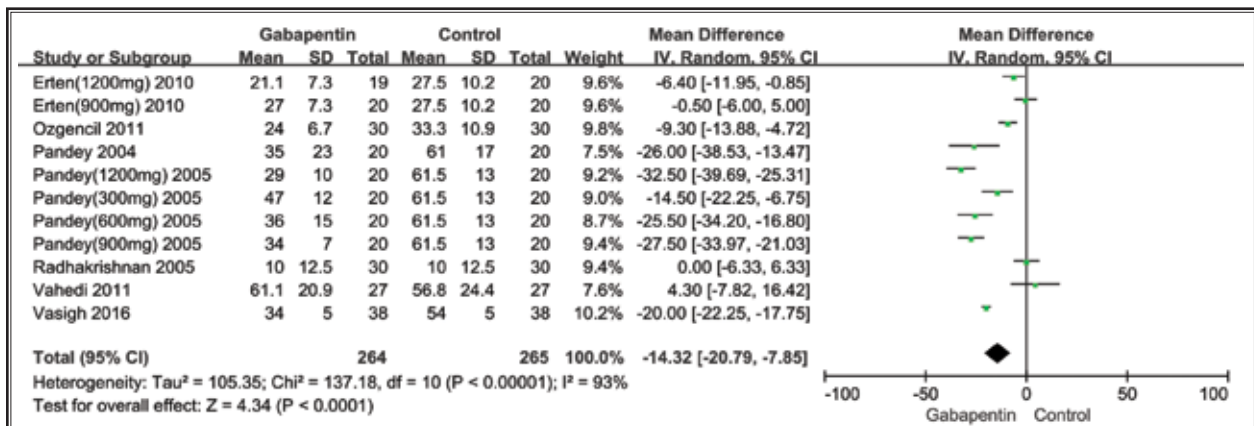 Gabapentin Control Mean Difference Mean Difference
Study or Subgroup Mean SD Total Mean SD Total Weight IV, Random, 95% CI IV, Random, 95% CI
Erten(1200mg) 2010 21.1 7.3 19 27.5 10.2 20 9.6% -6.40 [-11.95, -0.85]
Erten(900mg) 2010 27 7.3 20 27.5 10.2 20 9.6% -0.50 [-6.00, 5.00]
Ozgencil 2011 24 6.7 30 33.3 10.9 30 9.8% -9.30 [-13.88, -4.72]
Pandey 2004 35 23 20 61 17 20 7.5% -26.00 [-38.53, -13.47]
Pandey(1200mg) 2005 29 10 20 61.5 13 20 9.2% -32.50 [-39.69, -25.31]
Pandey(300mg) 2005 47 12 20 61.5 13 20 9.0% -14.50 [-22.25, -6.75]
Pandey(600mg) 2005 36 15 20 61.5 13 20 8.7% -25.50 [-34.20, -16.80]
Pandey(900mg) 2005 34 7 20 61.5 13 20 9.4% -27.50 [-33.97, -21.03]
Radhakrishnan 2005 10 12.5 30 10 12.5 30 9.4% 0.00 [-6.33, 6.33]
Vahedi 2011 61.1 20.9 27 56.8 24.4 27 7.6% 4.30 [-7.82, 16.42]
Vasigh 2016 34 5 38 54 5 38 10.2% -20.00 [-22.25, -17.75]
Total (95% CI) 264 265 100.0% -14.32 [-20.79, -7.85]
Heterogeneity: Tau² = 105.35; Chi² = 137.18, df = 10 (P < 0.00001); I² = 93%
Test for overall effect: Z = 4.34 (P < 0.0001)
-100 -50 0 50 100
Gabapentin Control